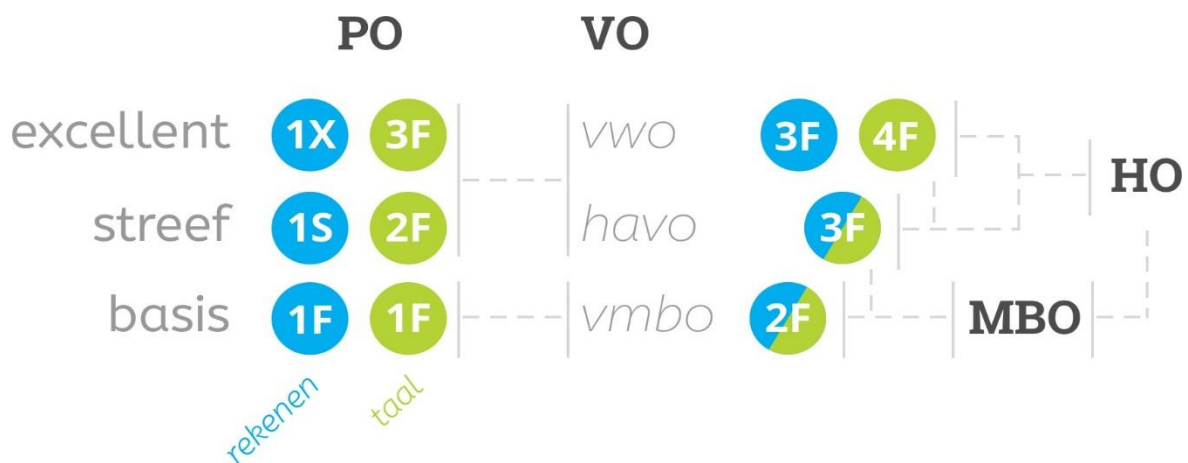 PO VO
excellent 1X 3F vwo 3F 4F
HO
streef 1S 2F havo 3F
basis 1F 1F vmbo 2F MBO
rekenen taal